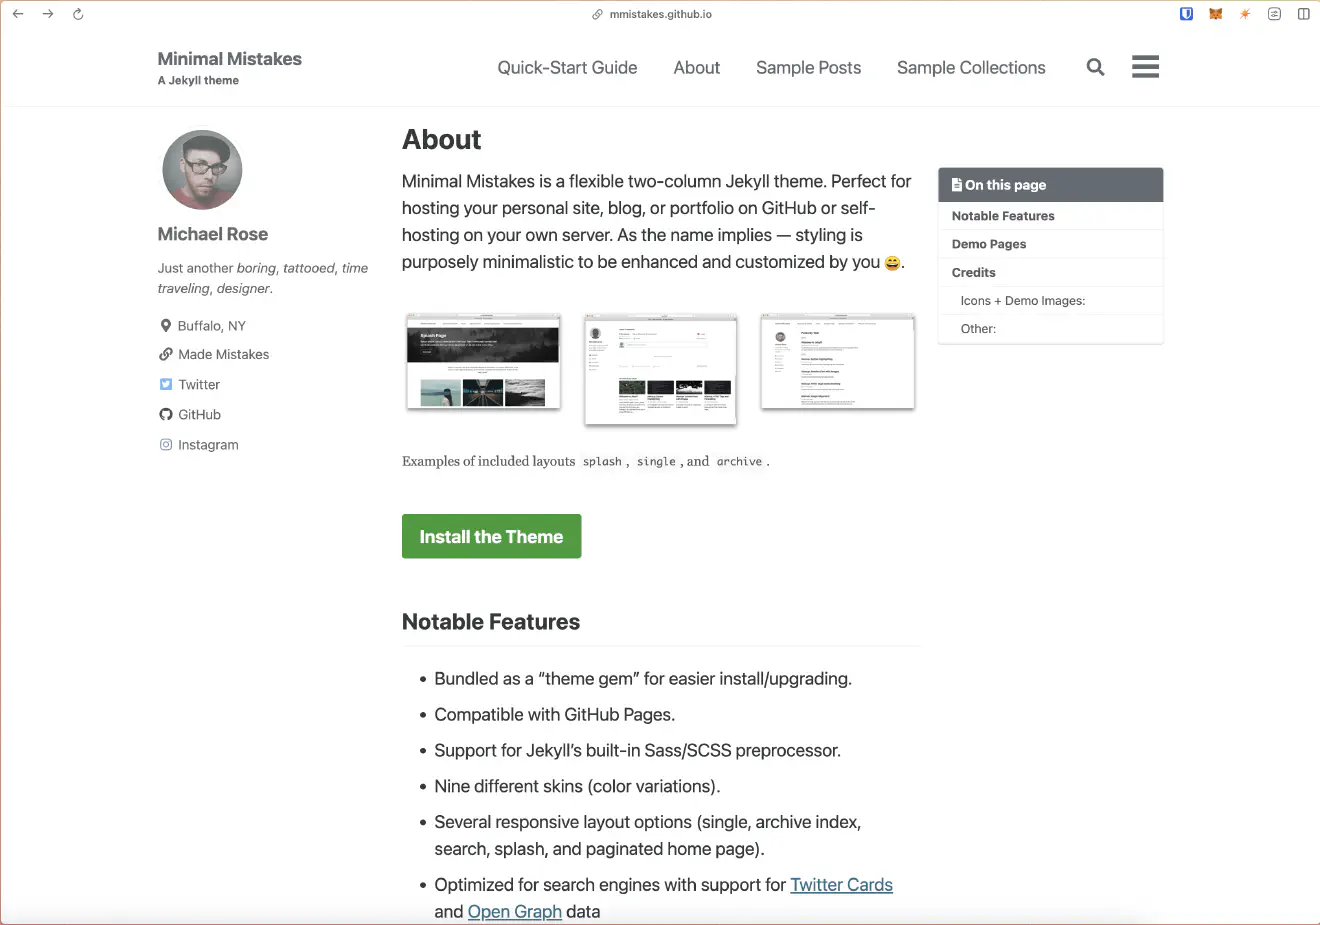 mmistakes.github.io
Minimal Mistakes
A Jekyll theme
Quick-Start Guide
About
Sample Posts
Sample Collections
Michael Rose
Just another boring, tattooed, time
traveling, designer.
Buffalo, NY
Made Mistakes
Twitter
GitHub
Instagram
About
Minimal Mistakes is a flexible two-column Jekyll theme. Perfect for
hosting your personal site, blog, or portfolio on GitHub or self-
hosting on your own server. As the name implies — styling is
purposely minimalistic to be enhanced and customized by you 😄.
Splash Page
Examples of included layouts splash, single, and archive.
Install the Theme
Notable Features
• Bundled as a “theme gem” for easier install/upgrading.
• Compatible with GitHub Pages.
• Support for Jekyll’s built-in Sass/SCSS preprocessor.
• Nine different skins (color variations).
• Several responsive layout options (single, archive index,
search, splash, and paginated home page).
• Optimized for search engines with support for Twitter Cards
and Open Graph data
On this page
Notable Features
Demo Pages
Credits
Icons + Demo Images:
Other: